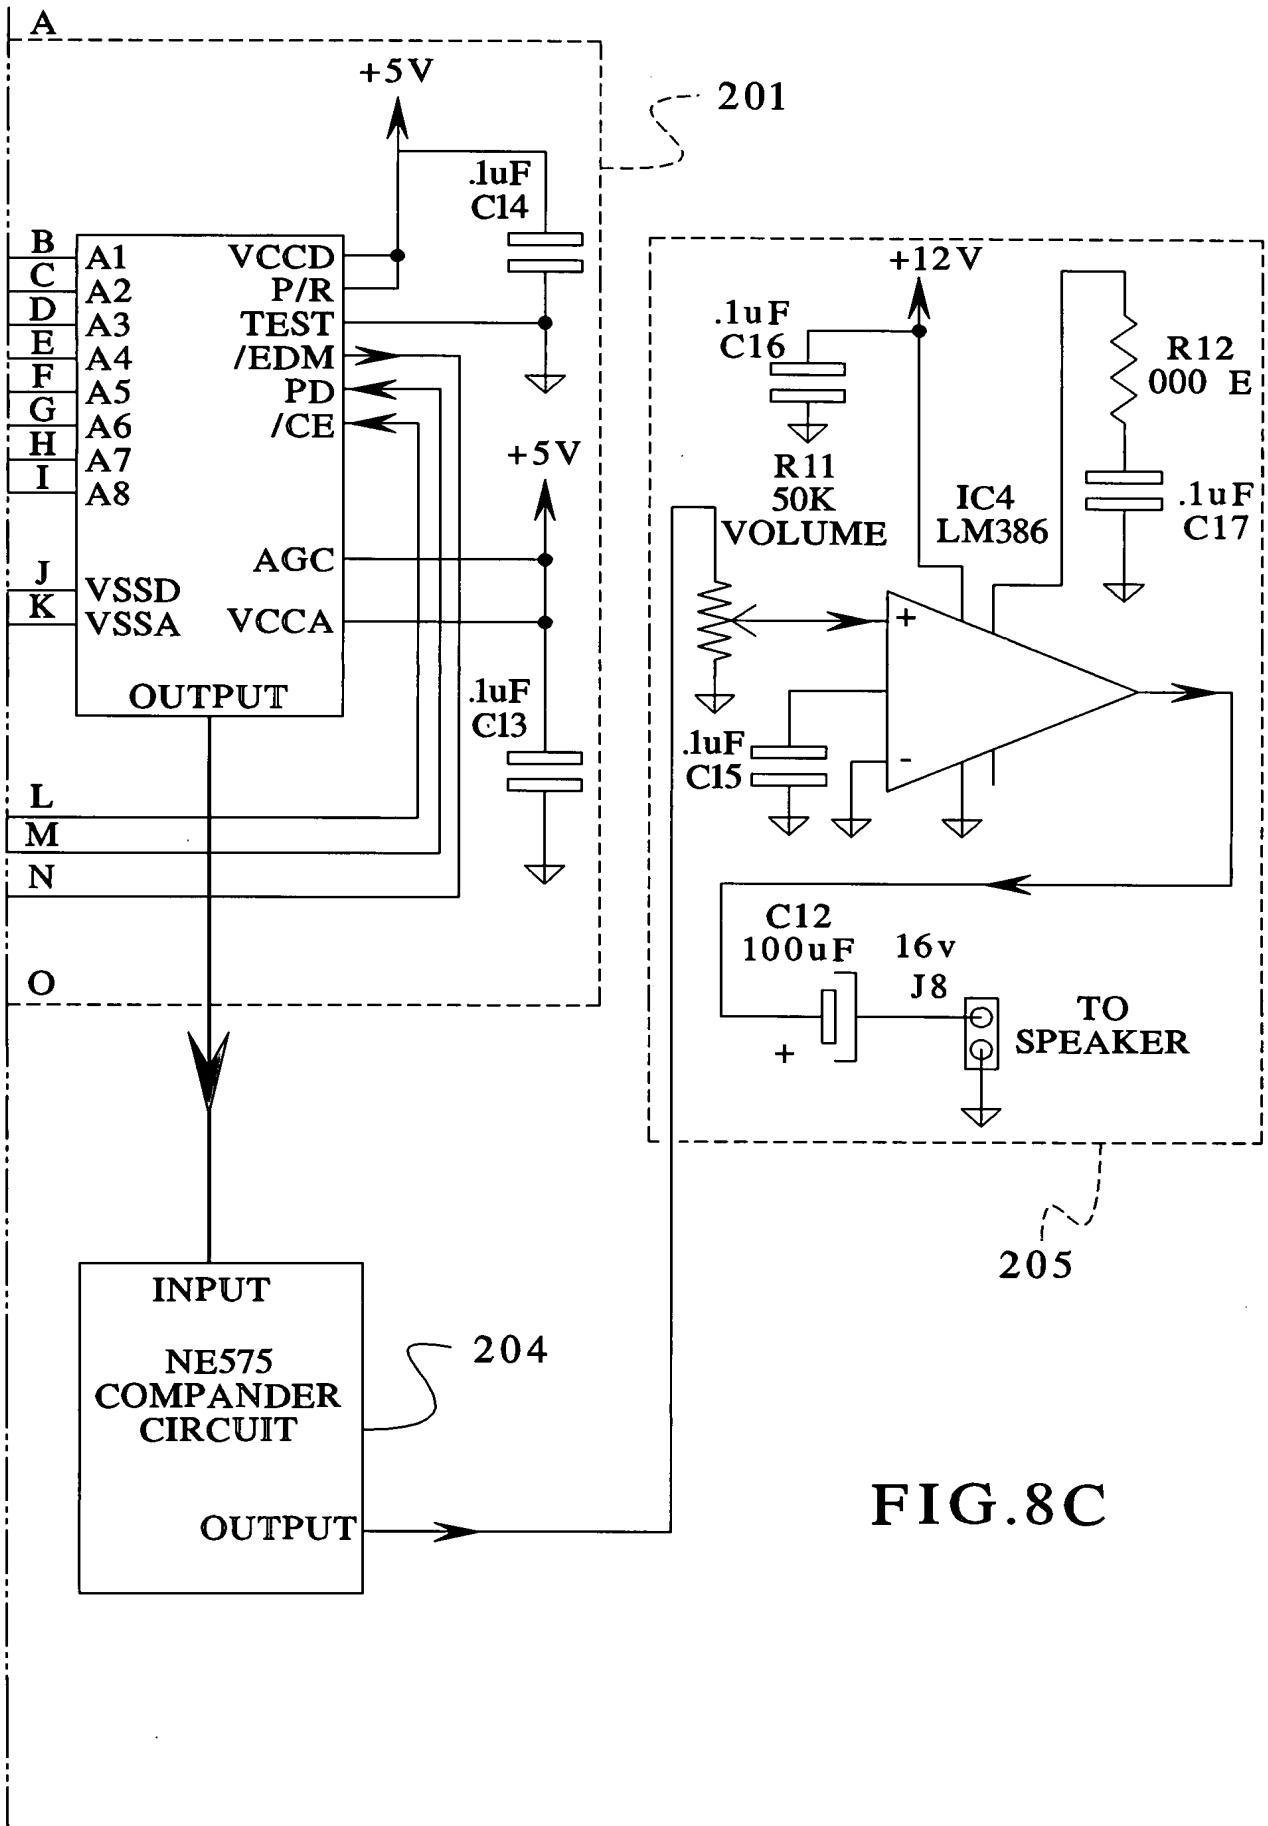 A
+5V
201
.1uF
C14
B
C
D
E
F
G
H
I
J
K
A1
A2
A3
A4
A5
A6
A7
A8
VSSD
VSSA
VCCD
P/R
TEST
/EDM
PD
/CE
AGC
VCCA
OUTPUT
+5V
.1uF
C13
L
M
N
O
+12V
.1uF
C16
R12
000 E
R11
50K
VOLUME
IC4
LM386
.1uF
C17
+
-
.1uF
C15
C12
100uF
16v
J8
+
TO
SPEAKER
205
INPUT
NE575
COMPANDER
CIRCUIT
OUTPUT
204
FIG.8C